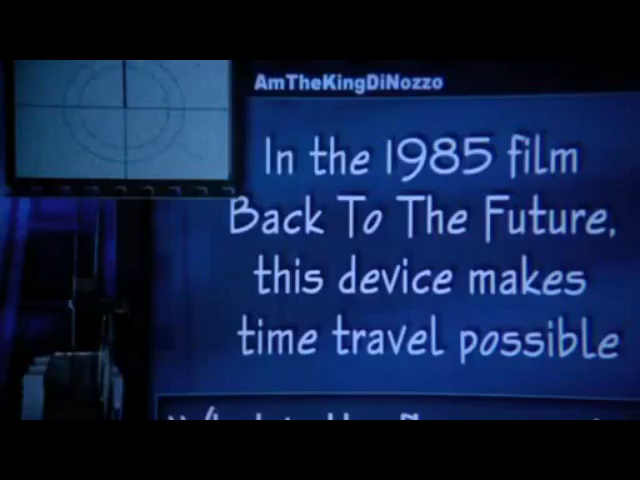 AmTheKingDiNozzo
In the 1985 film
Back To The Future,
this device makes
time travel possible